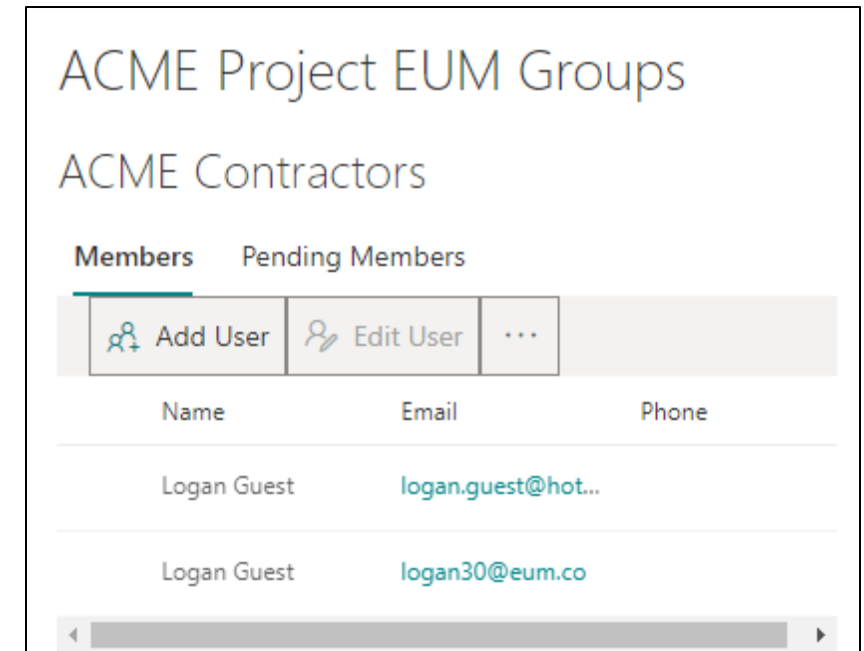 ACME Project EUM Groups
ACME Contractors
Members Pending Members
Add User Edit User ...
Name Email Phone
Logan Guest logan.guest@hot...
Logan Guest logan30@eum.co